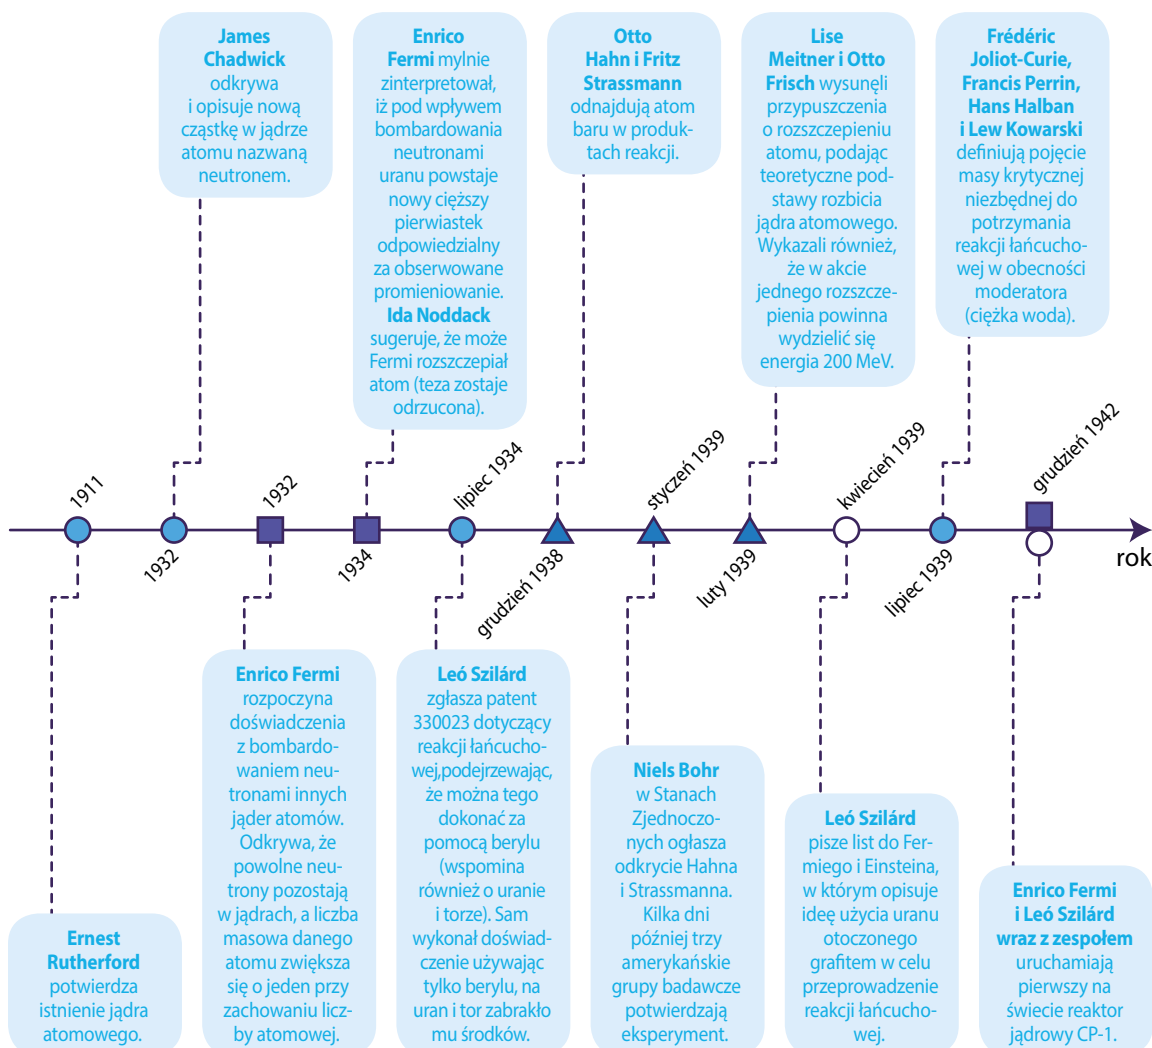 James
Chadwick
odkrywa
i opisuje nową
cząstkę w jądrze
atomu nazwaną
neutronem.
Enrico
Fermi mylnie
zinterpretował,
iż pod wpływem
bombardowania
neutronami
uranu powstaje
nowy cięższy
pierwiastek
odpowiedzialny
za obserwowane
promieniowanie.
Ida Noddack
sugeruje, że może
Fermi rozszczepiał
atom (teza zostaje
odrzucona).
Otto
Hahn i Fritz
Strassmann
odnajdują atom
baru w produk-
tach reakcji.
Lise
Meitner i Otto
Frisch wysunęli
przypuszczenia
o rozszczepieniu
atomu, podając
teoretyczne pod-
stawy rozbicia
jądra atomowego.
Wykazali również,
że w akcie
jednego rozszcze-
pienia powinna
wydzielić się
energia 200 MeV.
Frédéric
Joliot-Curie,
Francis Perrin,
Hans Halban
i Lew Kowarski
definiują pojęcie
masy krytycznej
niezbędnej do
potrzymania
reakcji łańcucho-
wej w obecności
moderatora
(ciężka woda).
1911
1932
1932
1934
lipiec 1934
grudzień 1938
styczeń 1939
luty 1939
kwiecień 1939
lipiec 1939
grudzień 1942
rok
Ernest
Rutherford
potwierdza
istnienie jądra
atomowego.
Enrico Fermi
rozpoczyna
doświadczenia
z bombardo-
waniem neu-
tronami innych
jąder atomów.
Odkrywa, że
powolne neu-
trony pozostają
w jądrach, a liczba
masowa danego
atomu zwiększa
się o jeden przy
zachowaniu licz-
by atomowej.
Leó Szilárd
zgłasza patent
330023 dotyczący
reakcji łańcucho-
wej,podejrzewając,
że można tego
dokonać za
pomocą berylu
(wspomina
również o uranie
i torze). Sam
wykonał doświad-
czenie używając
tylko berylu, na
uran i tor zabrakło
mu środków.
Niels Bohr
w Stanach
Zjednoczo-
nych ogłasza
odkrycie Hahna
i Strassmanna.
Kilka dni
później trzy
amerykańskie
grupy badawcze
potwierdzają
eksperyment.
Leó Szilárd
pisze list do Fer-
miego i Einsteina,
w którym opisuje
ideę użycia uranu
otoczonego
grafitem w celu
przeprowadzenie
reakcji łańcucho-
wej.
Enrico Fermi
i Leó Szilárd
wraz z zespołem
uruchamiają
pierwszy na
świecie reaktor
jądrowy CP-1.